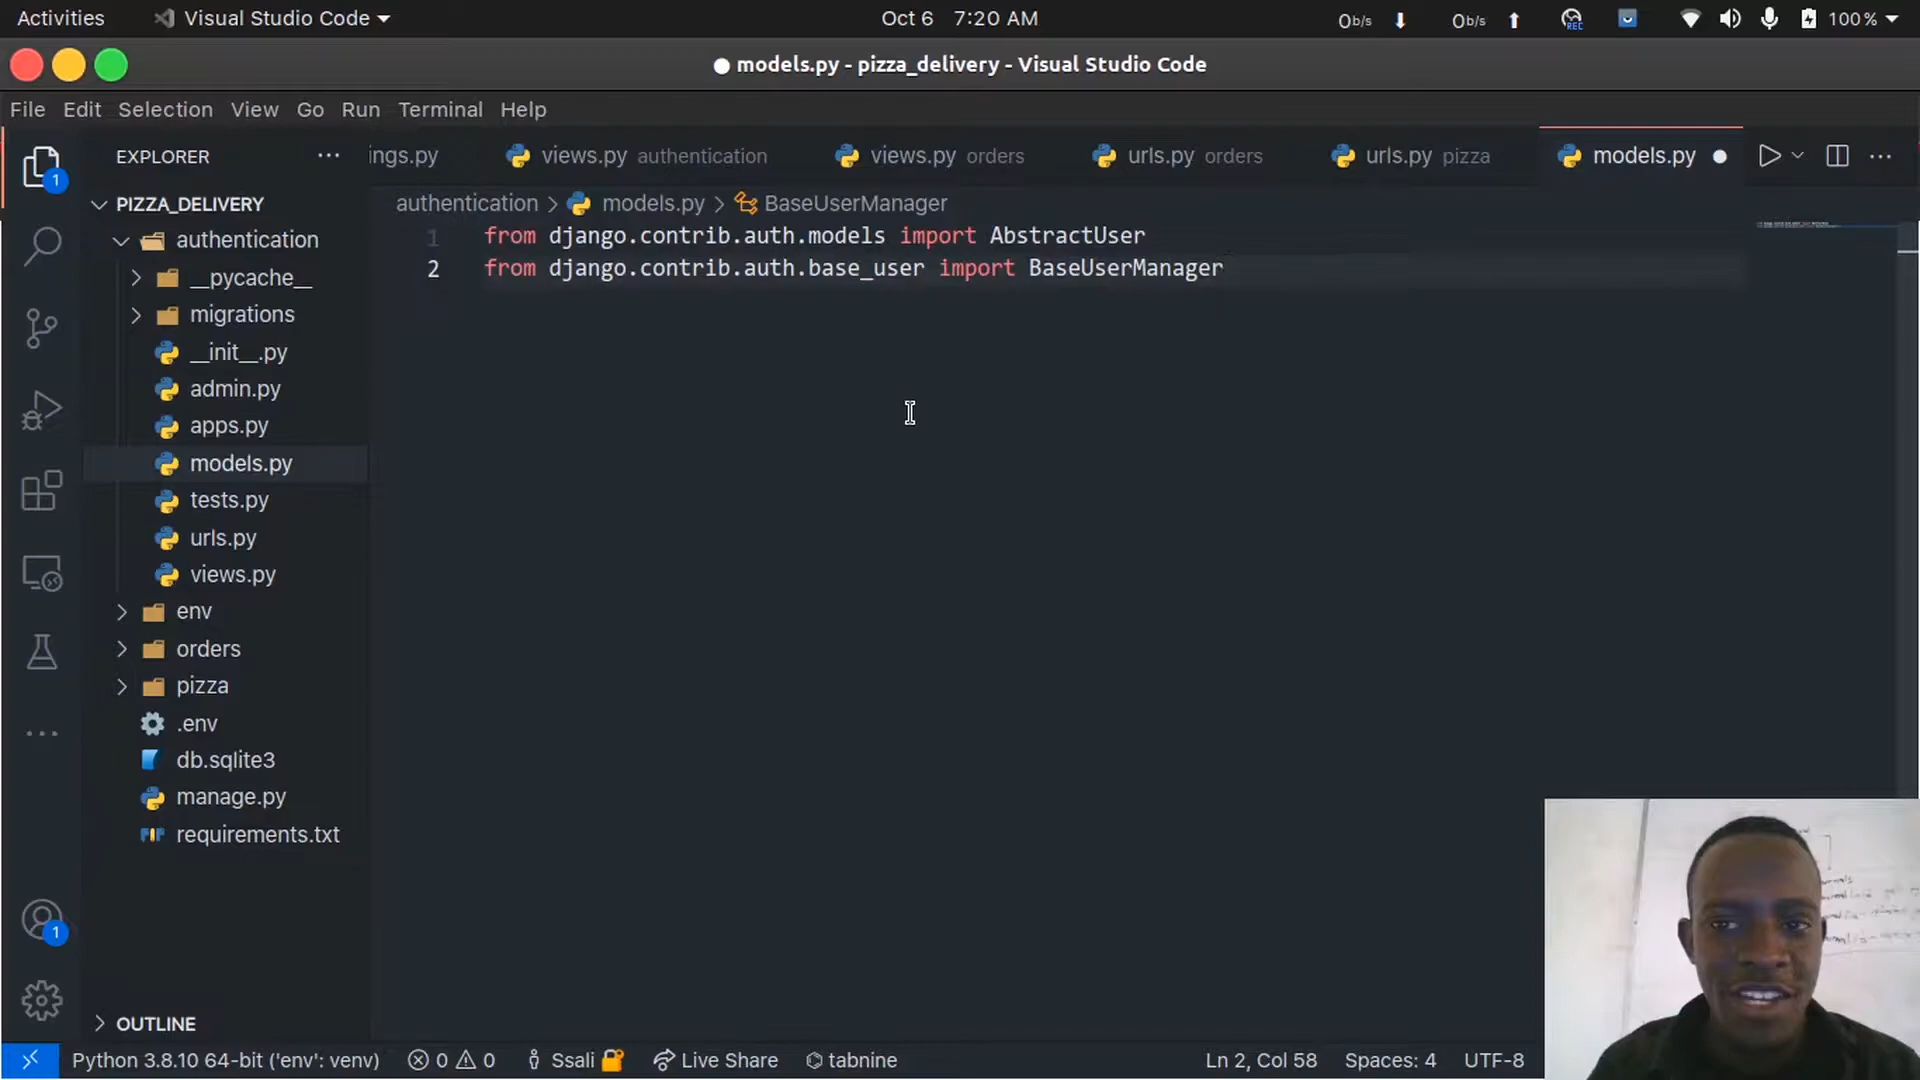 Activities Visual Studio Code Oct 6 7:20 AM 0b/s 0b/s REC 100%
models.py - pizza_delivery - Visual Studio Code
File Edit Selection View Go Run Terminal Help
EXPLORER ings.py views.py authentication views.py orders urls.py orders urls.py pizza models.py
1
PIZZA_DELIVERY authentication > models.py > BaseUserManager
authentication
1 from django.contrib.auth.models import AbstractUser
2 from django.contrib.auth.base_user import BaseUserManager
__pycache__
migrations
__init__.py
admin.py
apps.py
models.py
tests.py
urls.py
views.py
env
orders
pizza
.env
db.sqlite3
manage.py
requirements.txt
1
OUTLINE
Python 3.8.10 64-bit ('env': venv) 0 0 Ssali Live Share tabnine Ln 2, Col 58 Spaces: 4 UTF-8